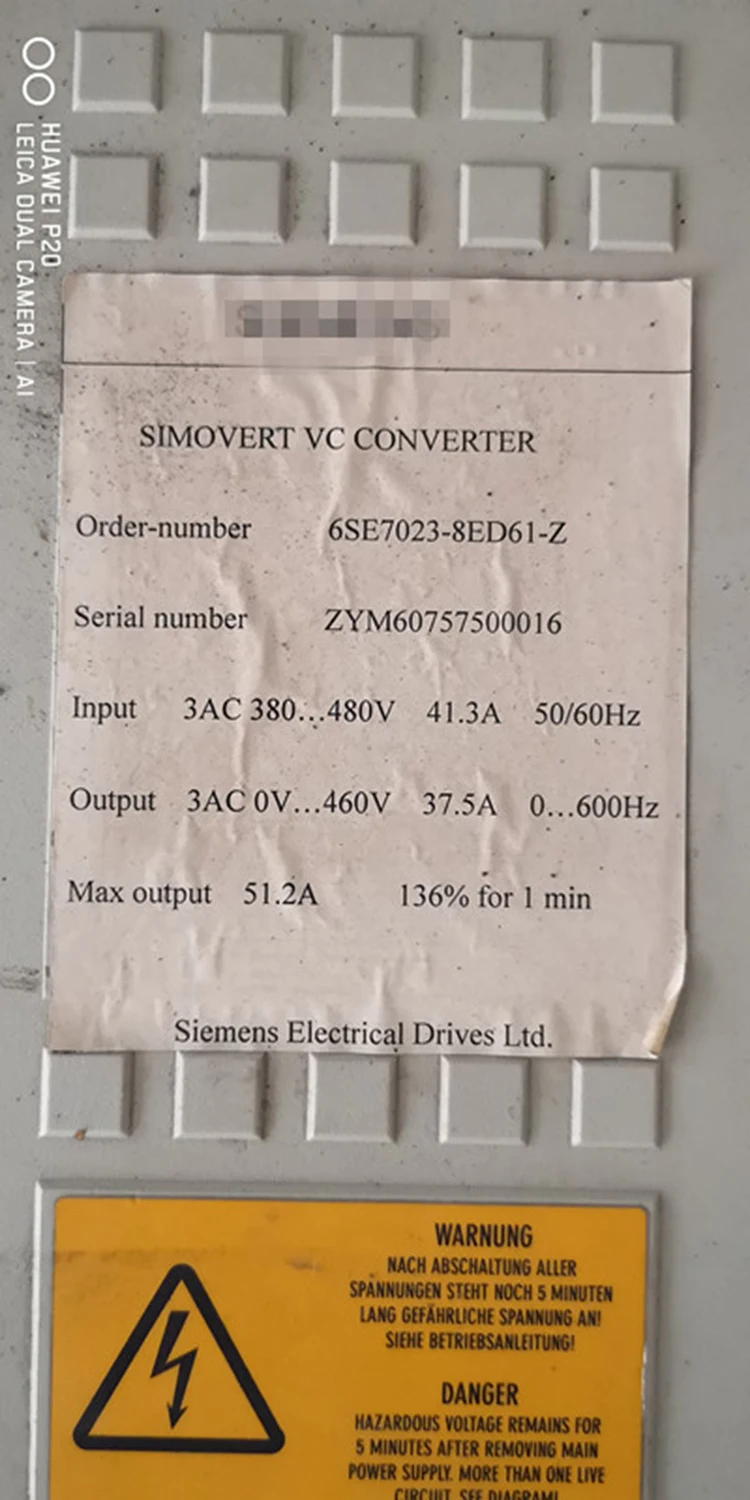 HUAWEI P20
LEICA DUAL CAMERA | AI
SIMOVERT VC CONVERTER
Order-number 6SE7023-8ED61-Z
Serial number ZYM60757500016
Input 3AC 380...480V 41.3A 50/60Hz
Output 3AC 0V...460V 37.5A 0...600Hz
Max output 51.2A 136% for 1 min
Siemens Electrical Drives Ltd.
WARNUNG
NACH ABSCHALTUNG ALLER
SPANNUNGEN STEHT NOCH 5 MINUTEN
LANG GEFÄHRLICHE SPANNUNG AN!
SIEHE BETRIEBSANLEITUNG!
DANGER
HAZARDOUS VOLTAGE REMAINS FOR
5 MINUTES AFTER REMOVING MAIN
POWER SUPPLY. MORE THAN ONE LIVE
CIRCUIT. SEE DIAGRAM!